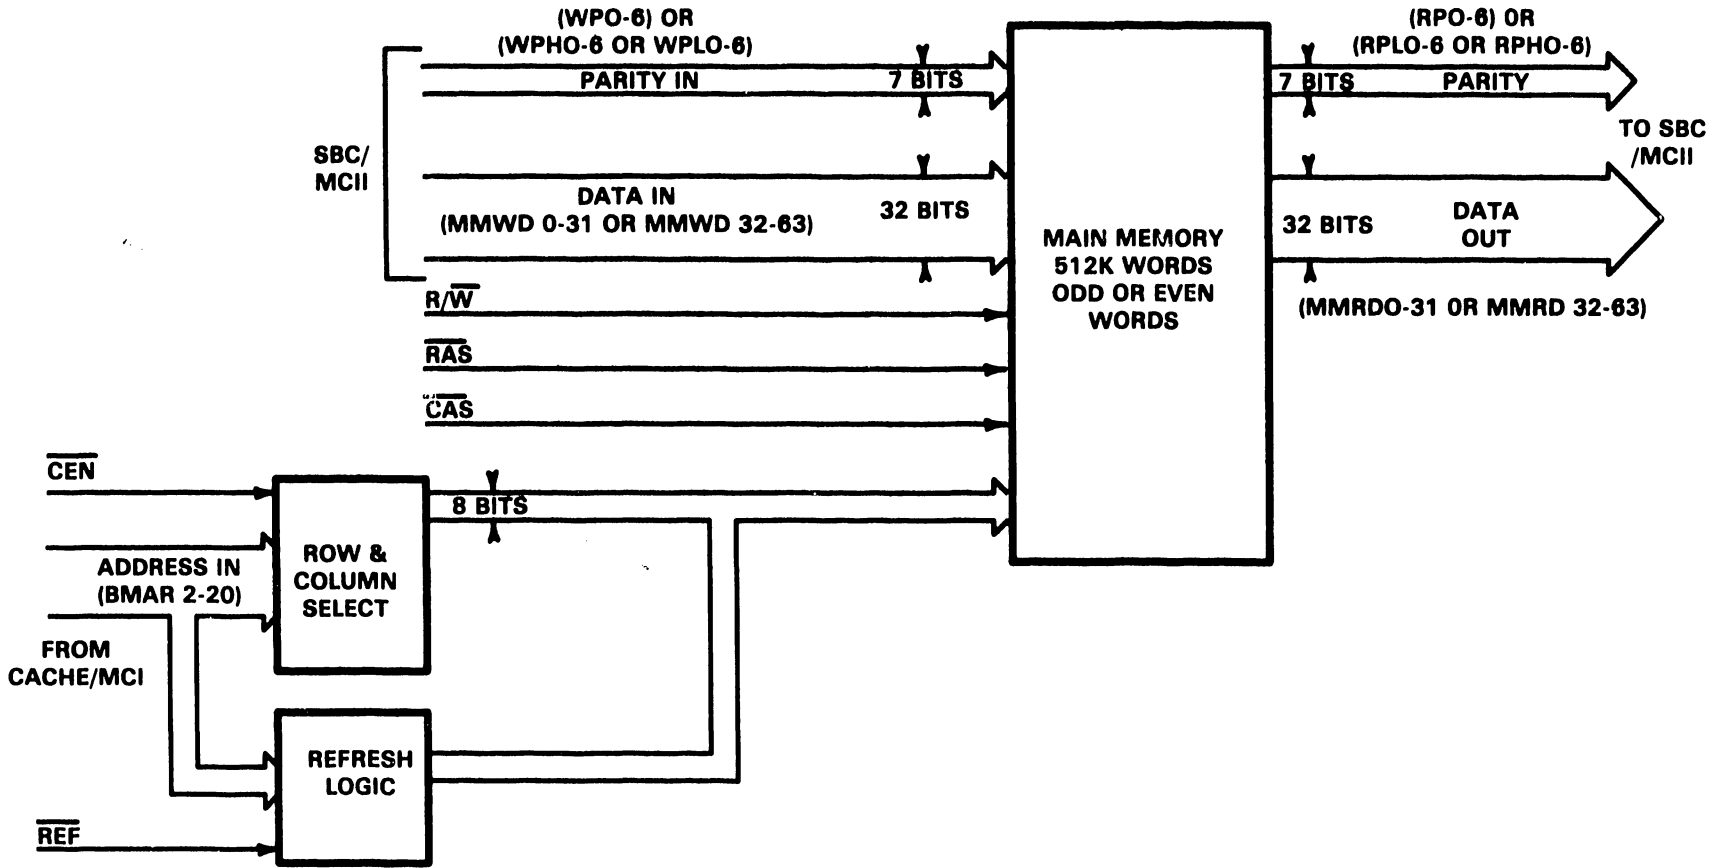 (WPO-6) OR
(WPHO-6 OR WPLO-6)
PARITY IN
7 BITS
(RPO-6) OR
(RPLO-6 OR RPHO-6)
7 BITS
PARITY
TO SBC
/MCII
SBC/
MCII
DATA IN
(MMWD 0-31 OR MMWD 32-63)
32 BITS
MAIN MEMORY
512K WORDS
ODD OR EVEN
WORDS
32 BITS
DATA
OUT
(MMRDO-31 OR MMRD 32-63)
R/W
RAS
CAS
CEN
8 BITS
ROW &
COLUMN
SELECT
ADDRESS IN
(BMAR 2-20)
FROM
CACHE/MCI
REFRESH
LOGIC
REF